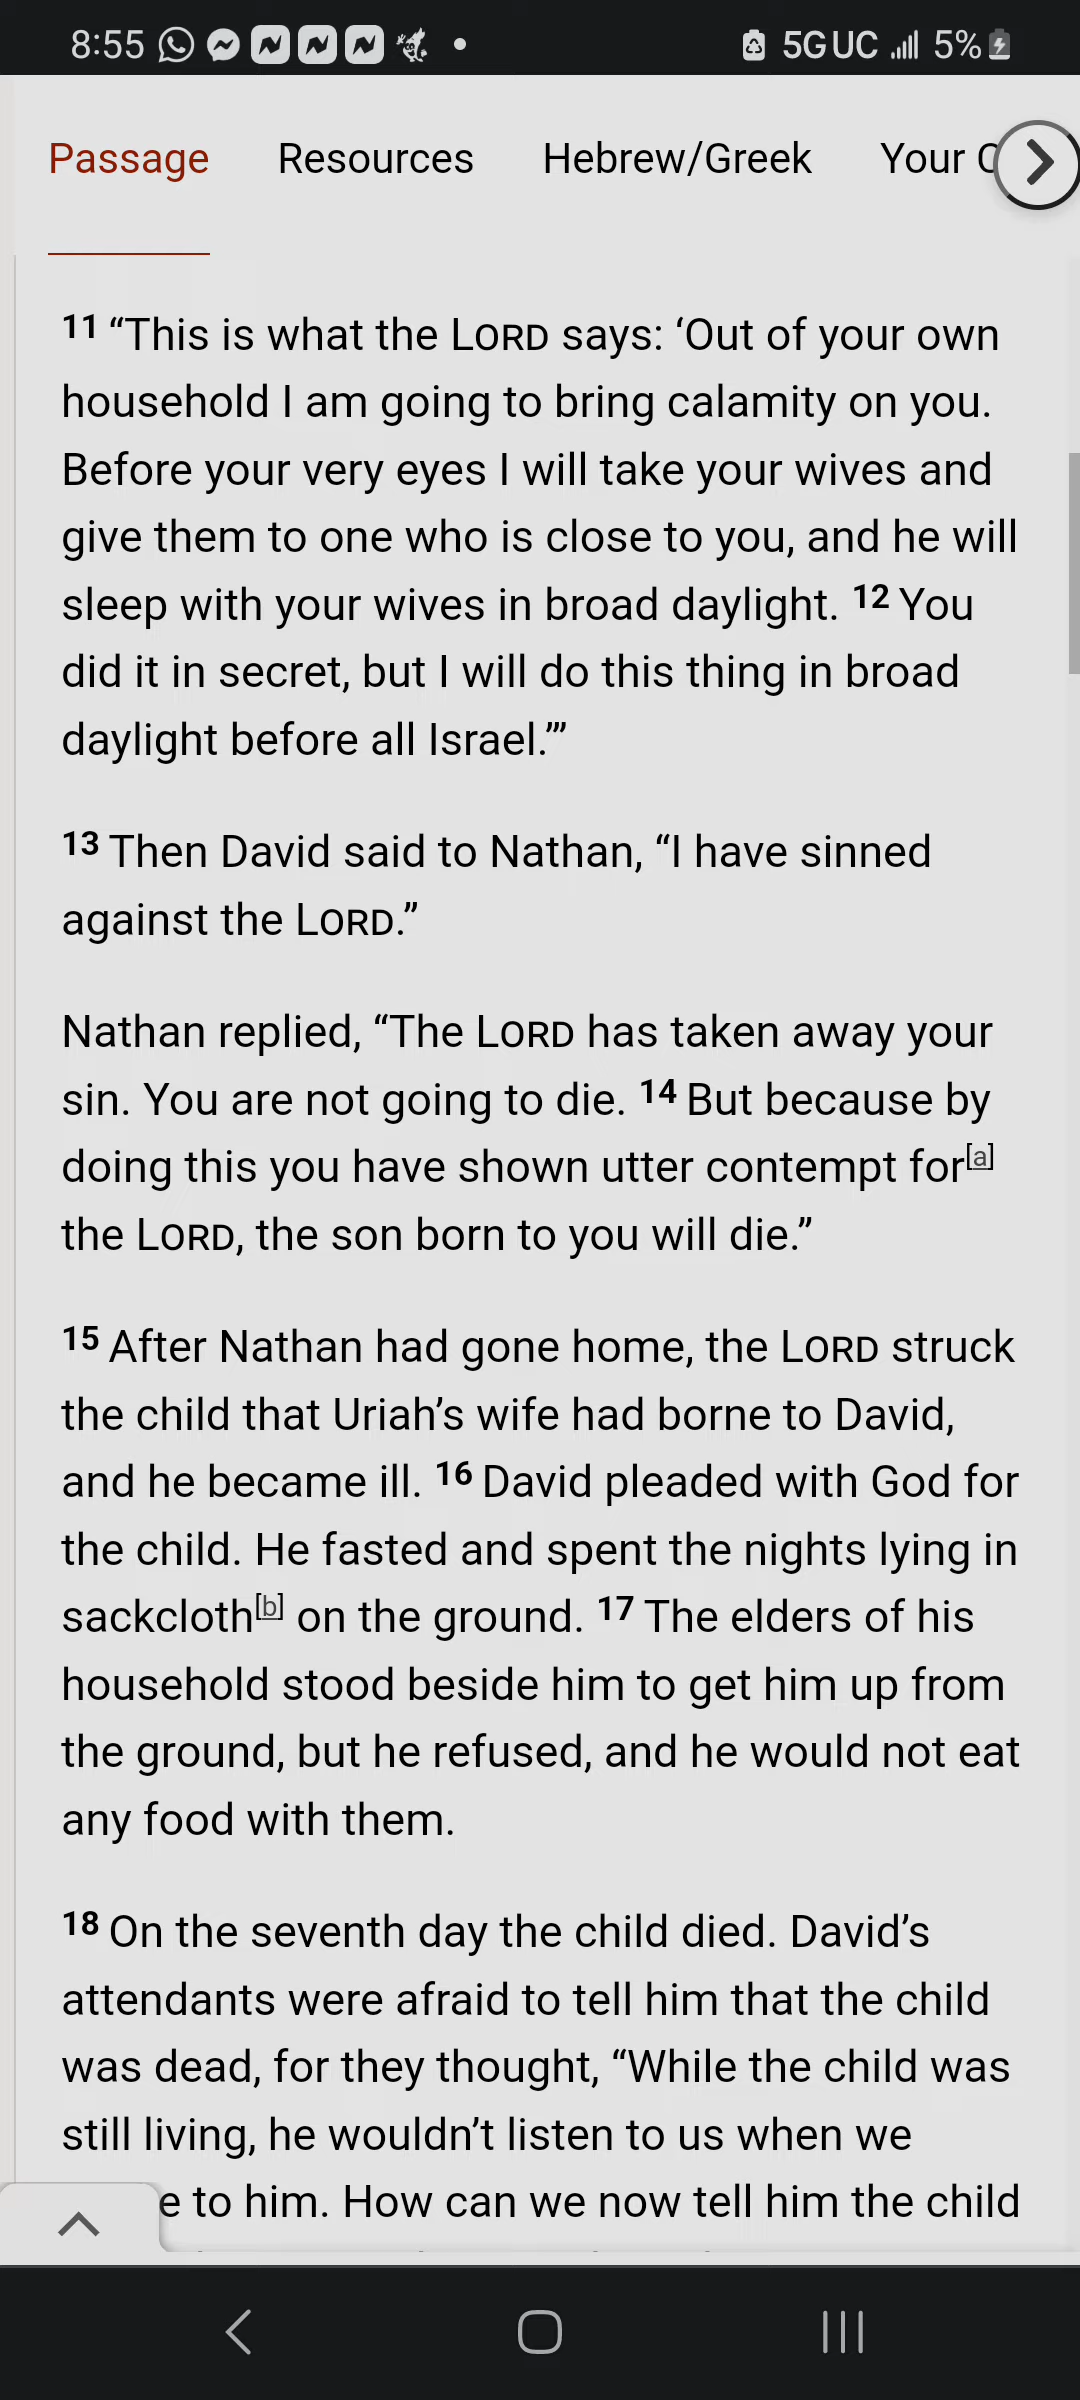 8:55 5G UC 5%
Passage Resources Hebrew/Greek Your
11 “This is what the LORD says: ‘Out of your own
household I am going to bring calamity on you.
Before your very eyes I will take your wives and
give them to one who is close to you, and he will
sleep with your wives in broad daylight. 12 You
did it in secret, but I will do this thing in broad
daylight before all Israel.’”
13 Then David said to Nathan, “I have sinned
against the LORD.”
Nathan replied, “The LORD has taken away your
sin. You are not going to die. 14 But because by
doing this you have shown utter contempt for[a]
the LORD, the son born to you will die.”
15 After Nathan had gone home, the LORD struck
the child that Uriah’s wife had borne to David,
and he became ill. 16 David pleaded with God for
the child. He fasted and spent the nights lying in
sackcloth[b] on the ground. 17 The elders of his
household stood beside him to get him up from
the ground, but he refused, and he would not eat
any food with them.
18 On the seventh day the child died. David’s
attendants were afraid to tell him that the child
was dead, for they thought, “While the child was
still living, he wouldn’t listen to us when we
to him. How can we now tell him the child